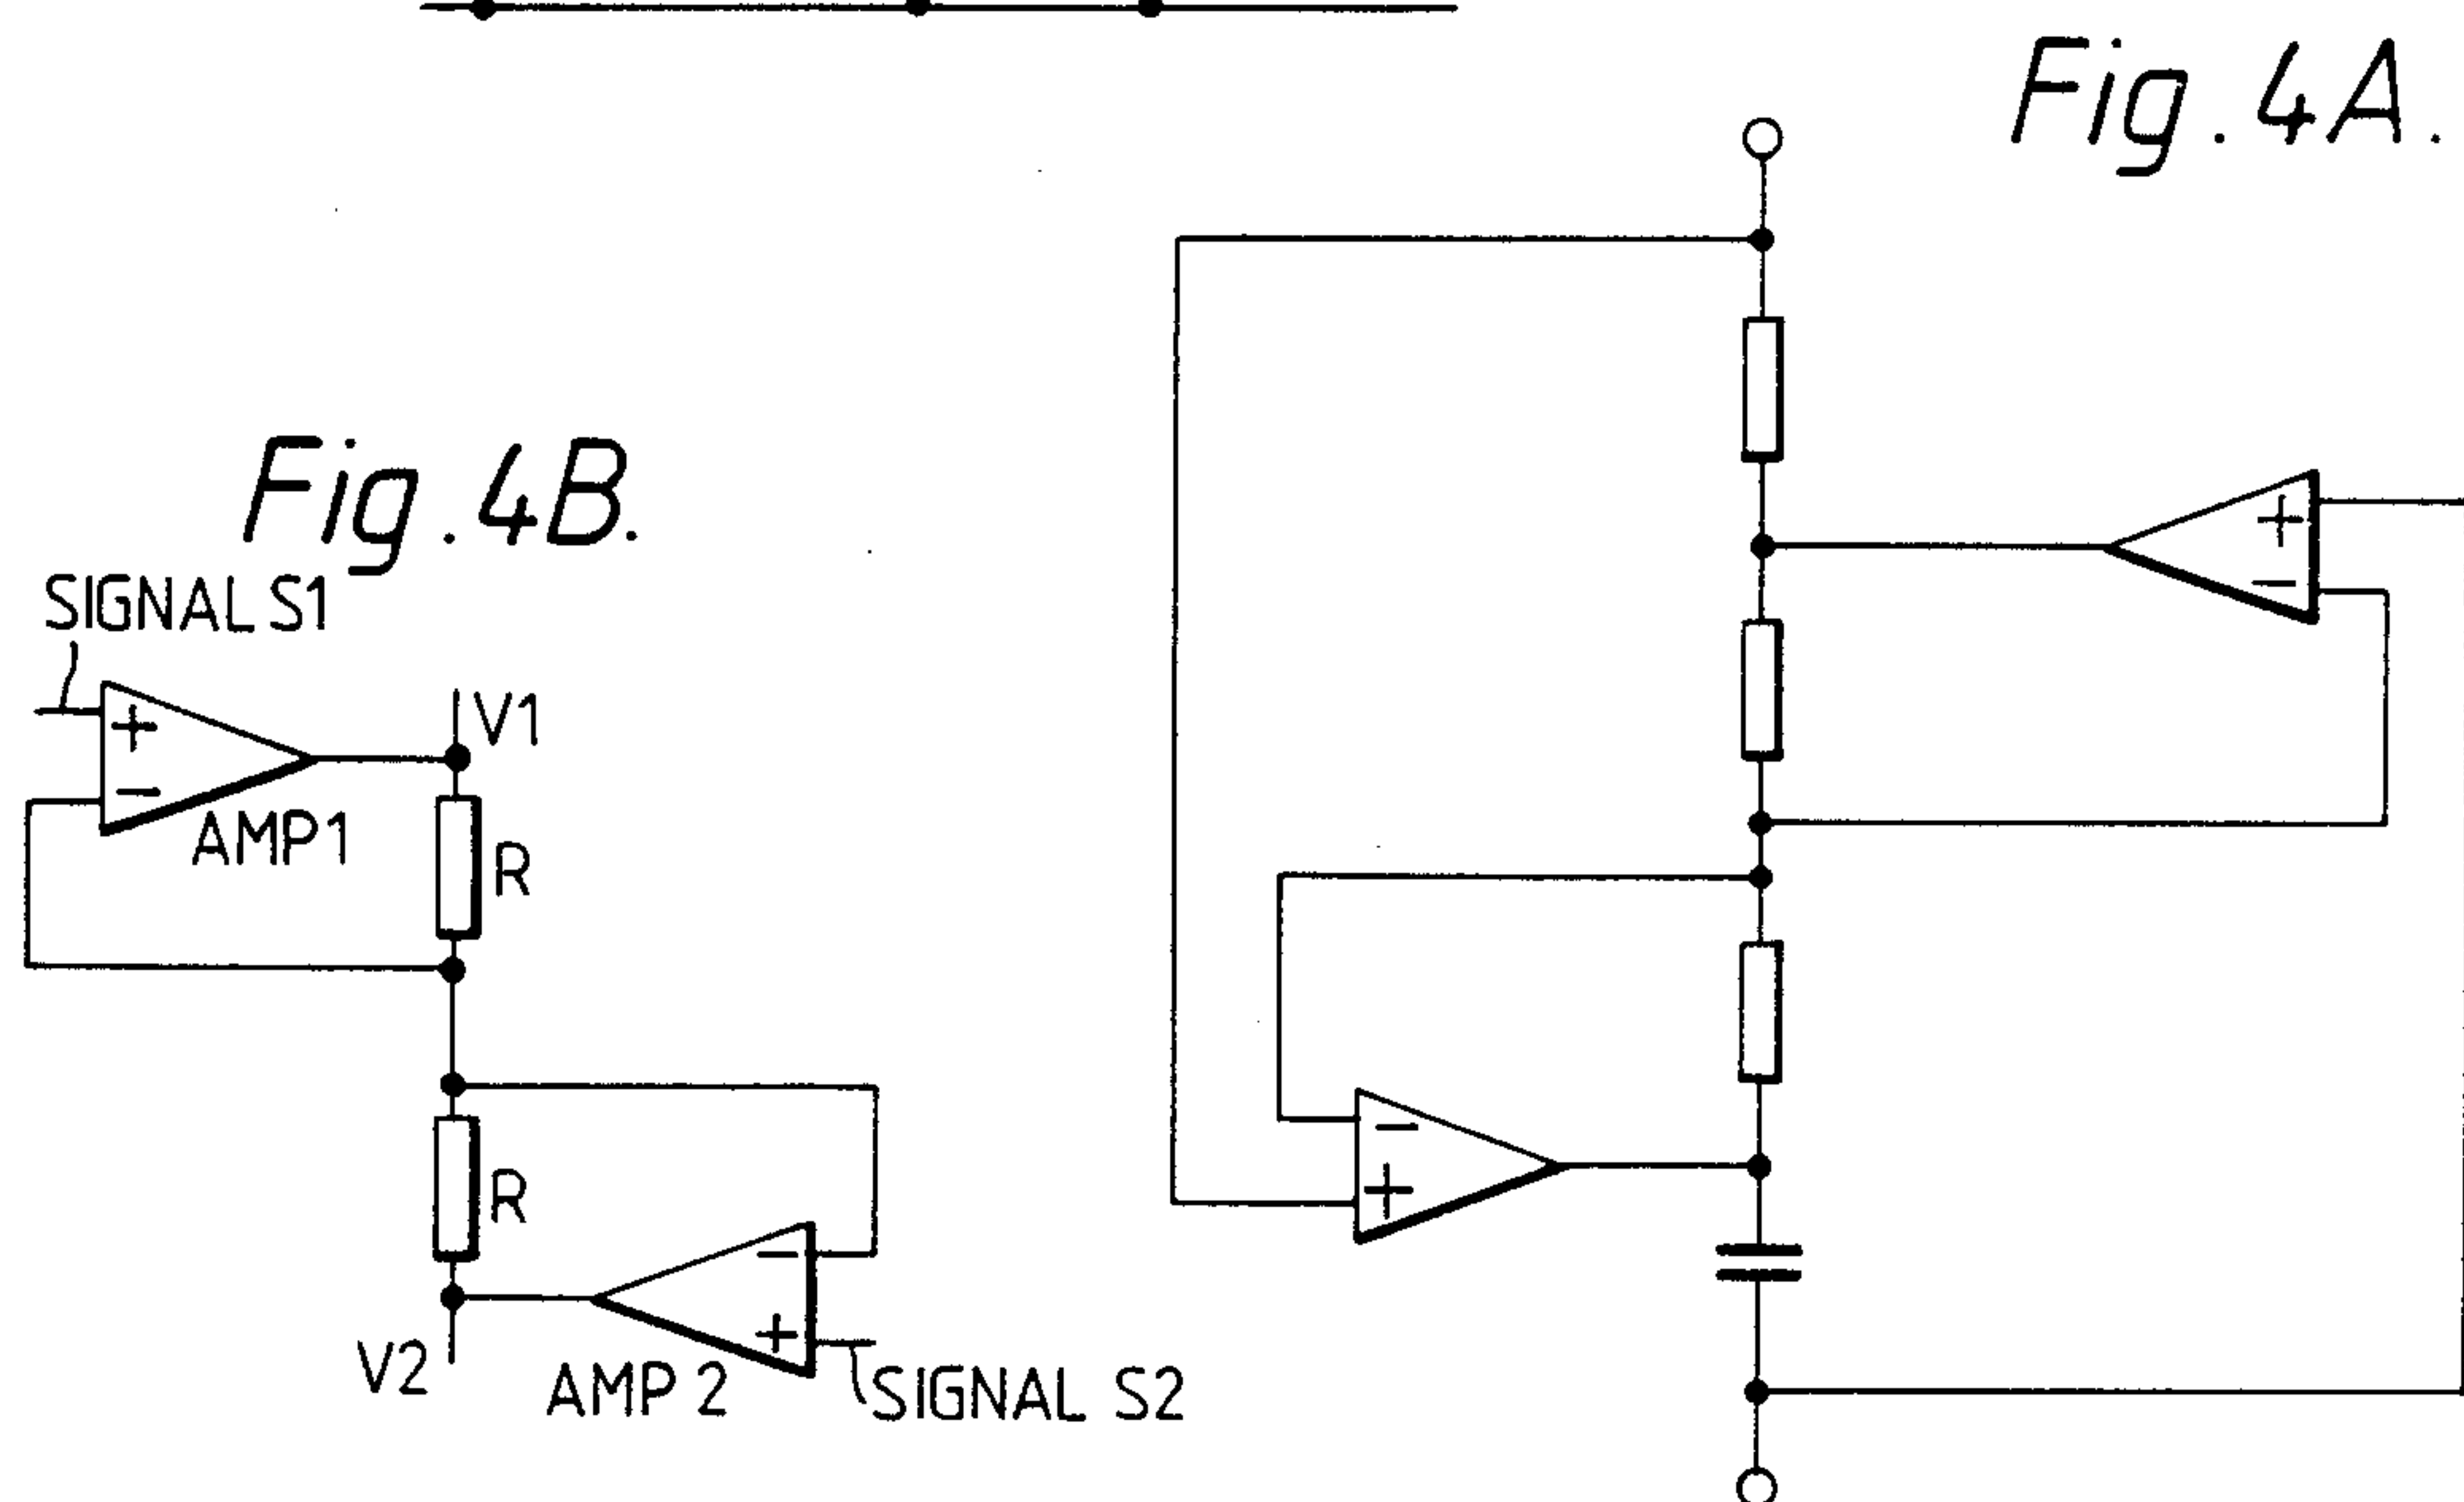 Fig. 4A.
Fig. 4B.
SIGNAL S1
+
−
AMP1
V1
R
R
−
+
V2
AMP 2
SIGNAL S2
+
−
−
+